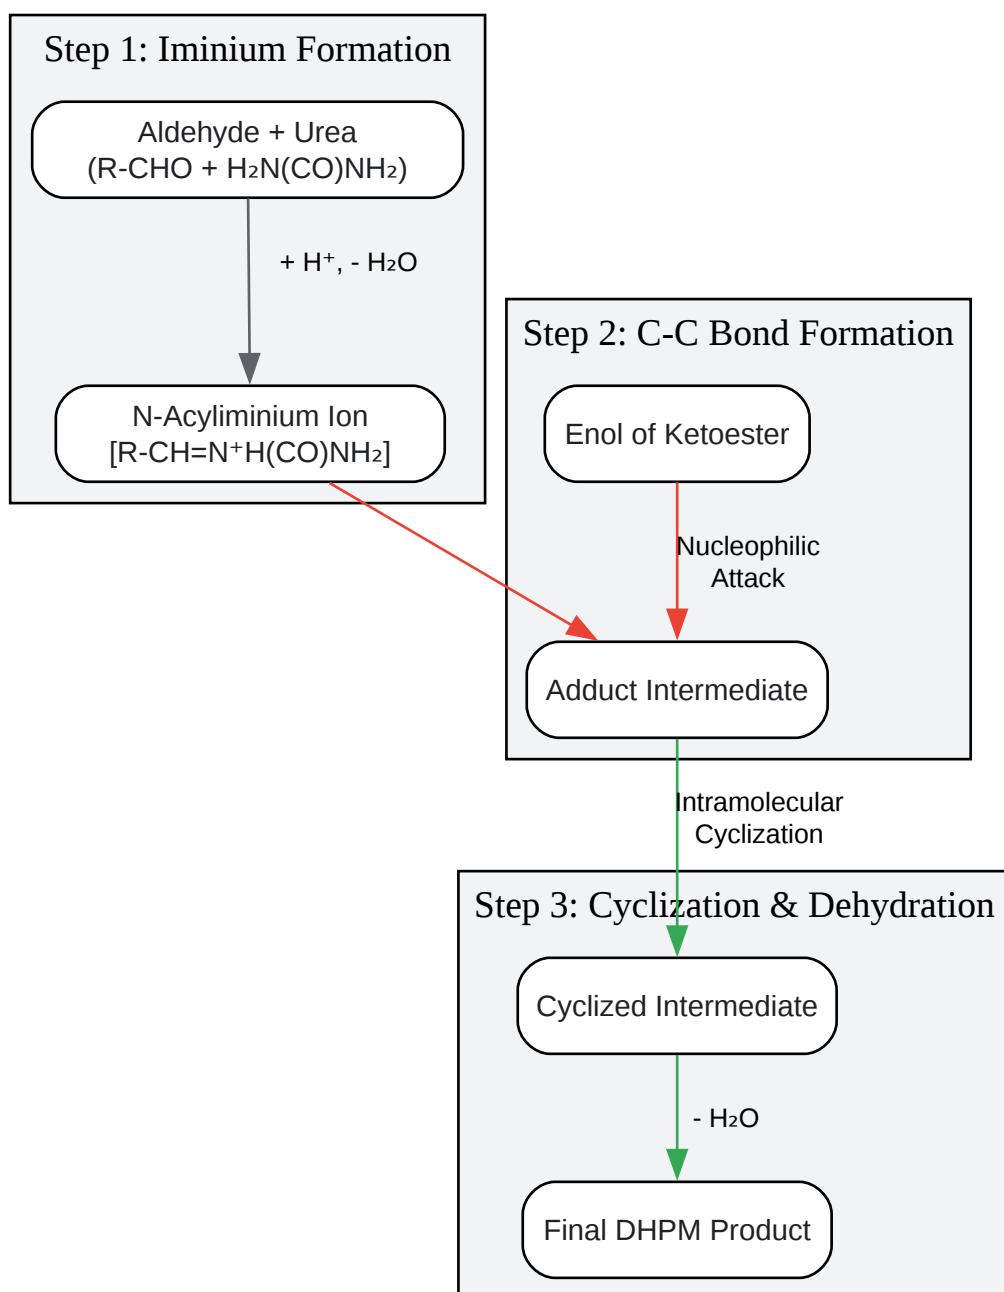 Step 1: Iminium Formation
Aldehyde + Urea
(R-CHO + H₂N(CO)NH₂)
+ H⁺, - H₂O
N-Acyliminium Ion
[R-CH=N⁺H(CO)NH₂]
Step 2: C-C Bond Formation
Enol of Ketoester
Nucleophilic
Attack
Adduct Intermediate
Intramolecular
Cyclization
Step 3: Cyclization & Dehydration
Cyclized Intermediate
- H₂O
Final DHPM Product